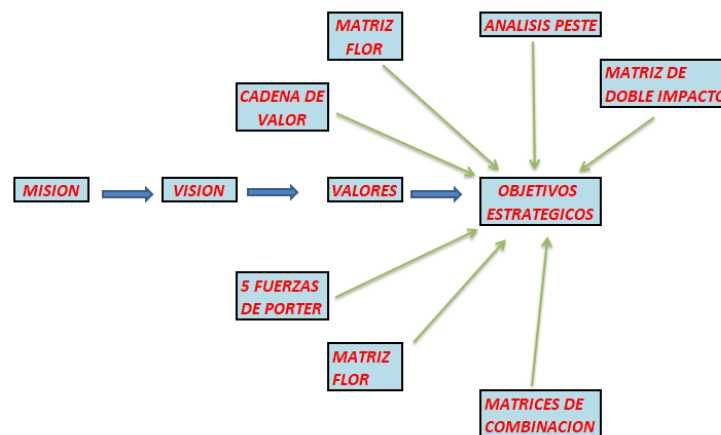 MATRIZ
FLOR
ANALISIS PESTE
MATRIZ DE
DOBLE IMPACTO
CADENA DE
VALOR
MISION
VISION
VALORES
OBJETIVOS
ESTRATEGICOS
5 FUERZAS
DE PORTER
MATRIZ
FLOR
MATRICES DE
COMBINACION